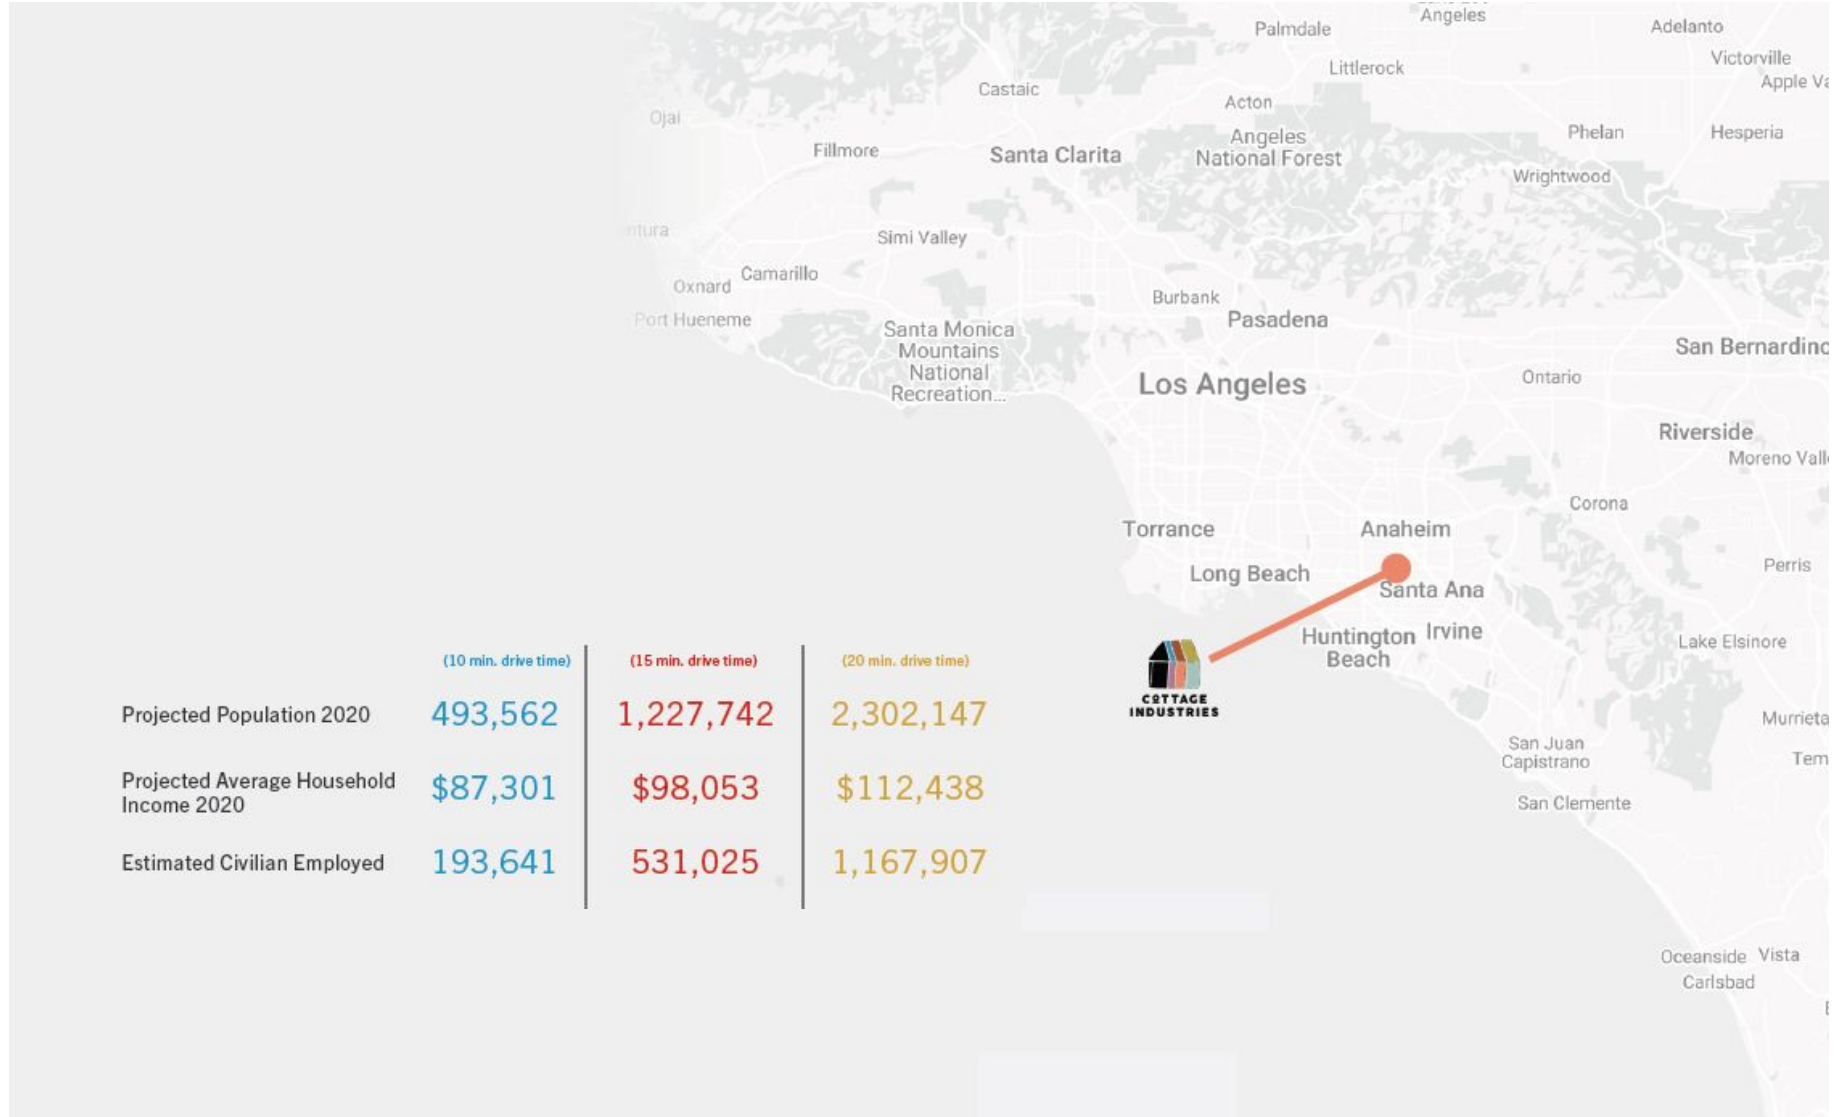 Angeles
Palmdale
Adelanto
Victorville
Littlerock
Apple Va
Castaic
Acton
Ojai
Angeles
National Forest
Phelan
Hesperia
Fillmore
Santa Clarita
Wrightwood
ntura
Simi Valley
Camarillo
Oxnard
Burbank
Port Hueneme
Pasadena
Santa Monica
Mountains
National
Recreation...
San Bernardino
Los Angeles
Ontario
Riverside
Moreno Vall
Corona
Torrance
Anaheim
Long Beach
Perris
Santa Ana
Huntington
Beach
Irvine
Lake Elsinore
COTTAGE
INDUSTRIES
Murrieta
San Juan
Capistrano
Tem
San Clemente
Oceanside
Vista
Carlsbad
(10 min. drive time) (15 min. drive time) (20 min. drive time)
Projected Population 2020 493,562 1,227,742 2,302,147
Projected Average Household
Income 2020 $87,301 $98,053 $112,438
Estimated Civilian Employed 193,641 531,025 1,167,907